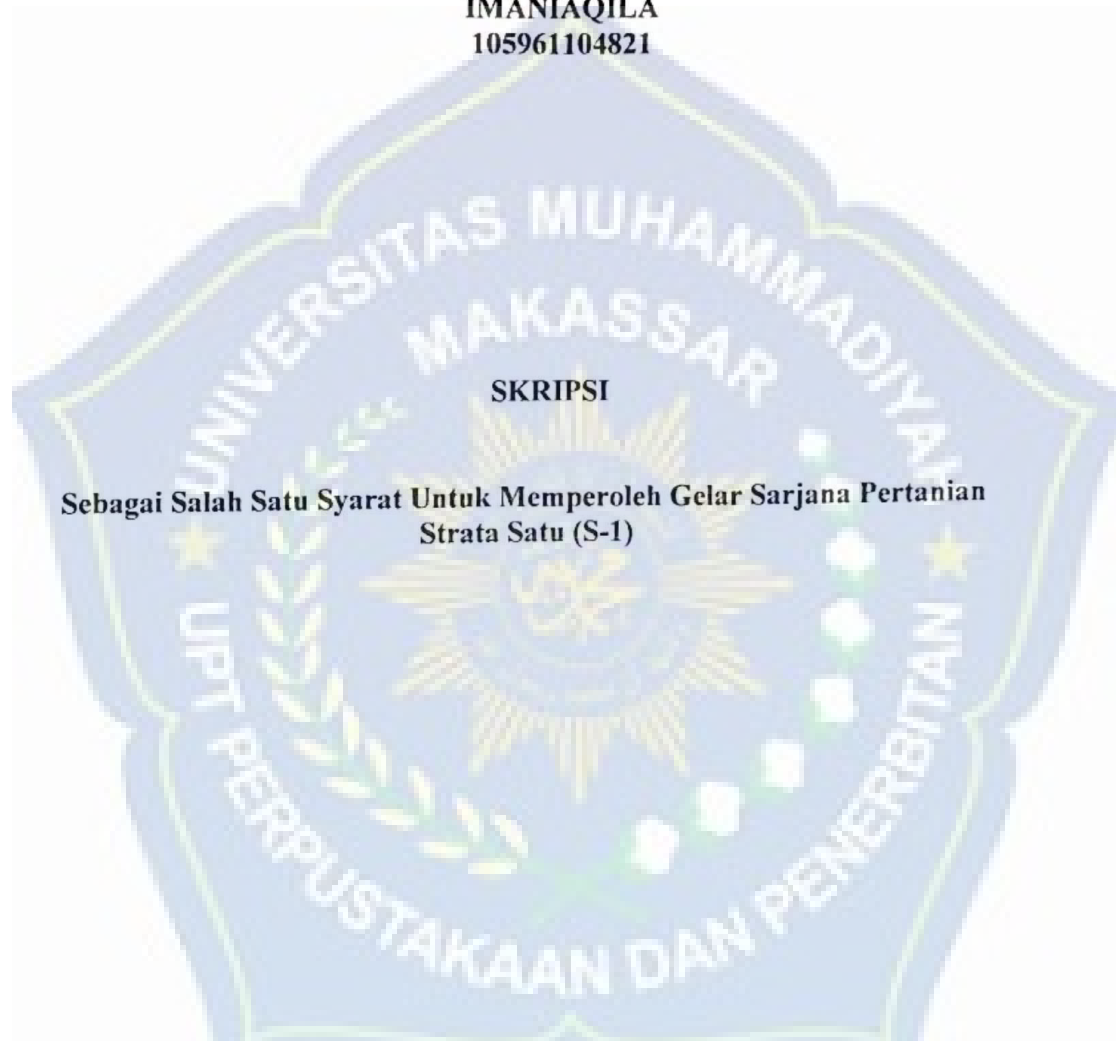 IMANIAQILA
105961104821
UNIVERSITAS MUHAMMADIYAH
MAKASSAR
SKRIPSI
Sebagai Salah Satu Syarat Untuk Memperoleh Gelar Sarjana Pertanian
Strata Satu (S-1)
UPT PERPUSTAKAAN DAN PENERBITAN